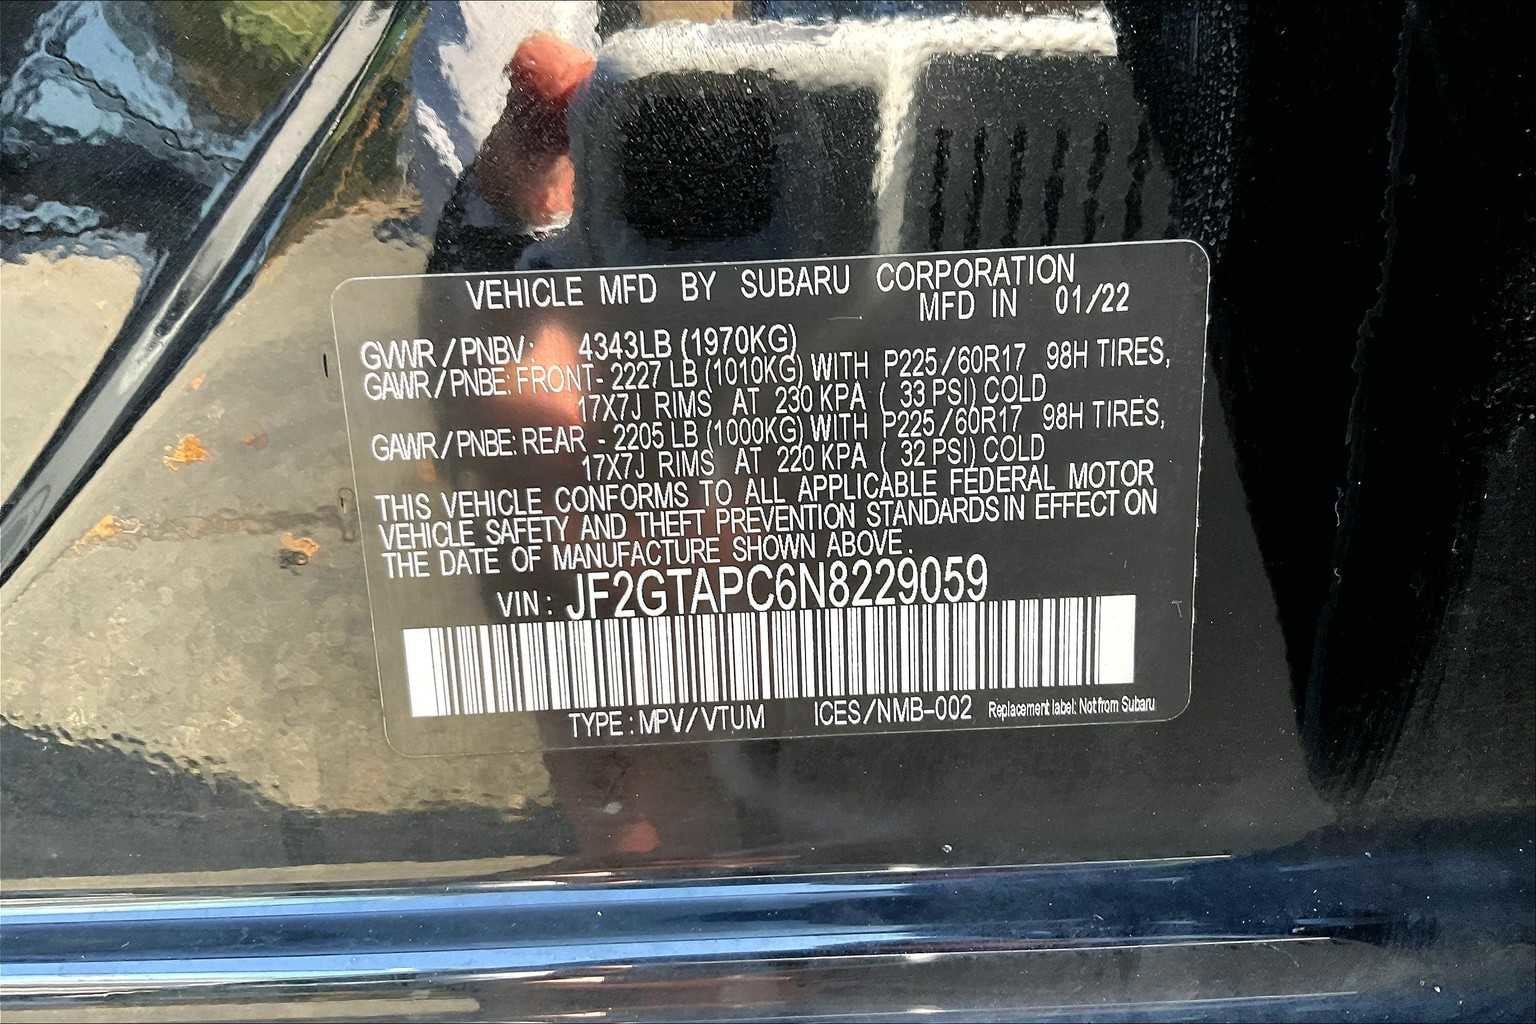 VEHICLE MFD BY SUBARU CORPORATION
MFD IN 01/22
GVWR/PNBV: 4343LB (1970KG)
GAWR/PNBE: FRONT- 2227 LB (1010KG) WITH P225/60R17 98H TIRES,
17X7J RIMS AT 230 KPA ( 33 PSI) COLD
GAWR/PNBE: REAR - 2205 LB (1000KG) WITH P225/60R17 98H TIRES,
17X7J RIMS AT 220 KPA ( 32 PSI) COLD
THIS VEHICLE CONFORMS TO ALL APPLICABLE FEDERAL MOTOR
VEHICLE SAFETY AND THEFT PREVENTION STANDARDS IN EFFECT ON
THE DATE OF MANUFACTURE SHOWN ABOVE.
VIN: JF2GTAPC6N8229059
TYPE: MPV/VTUM ICES/NMB-002 Replacement label: Not from Subaru